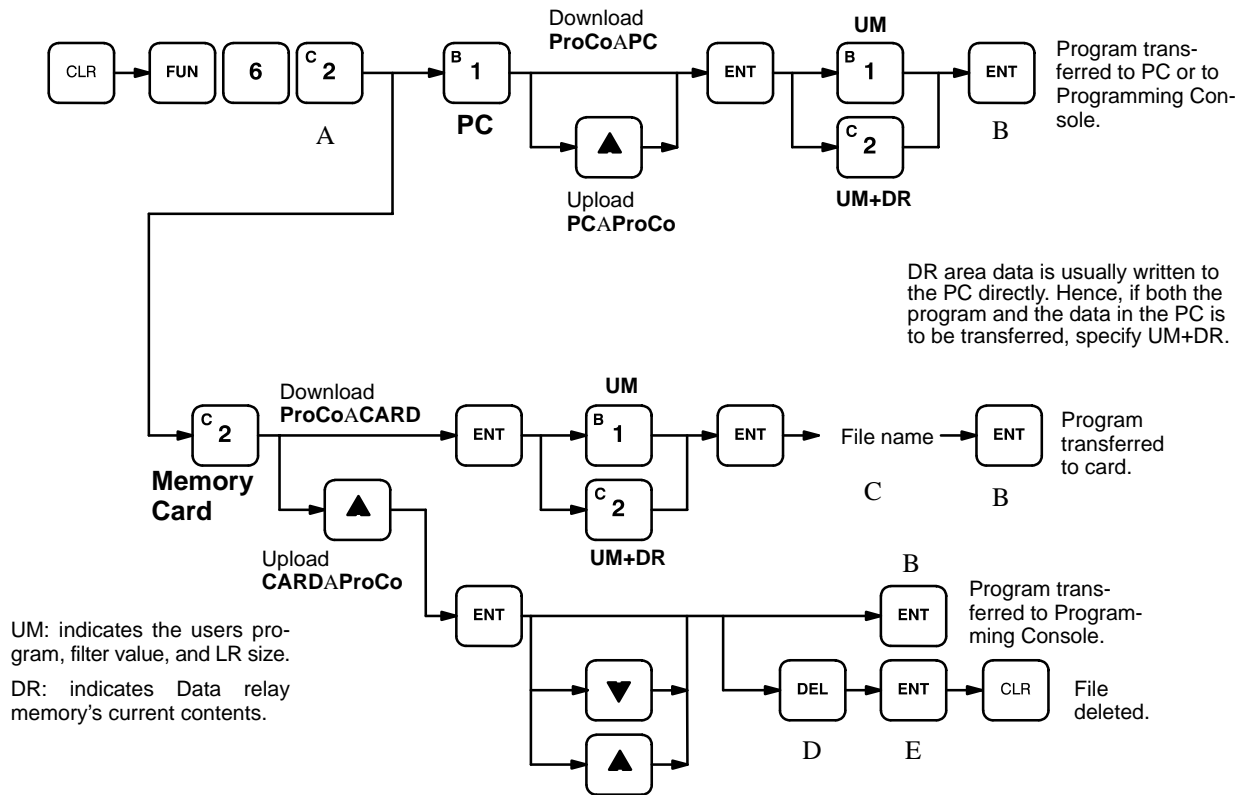 Download
ProCoAPC
UM
CLR
FUN
6
C 2
B 1
ENT
B 1
ENT
Program trans-
ferred to PC or to
Programming Con-
sole.
A
PC
B
▲
C 2
Upload
PCAProCo
UM+DR
DR area data is usually written to
the PC directly. Hence, if both the
program and the data in the PC is
to be transferred, specify UM+DR.
Download
ProCoACARD
UM
C 2
ENT
B 1
ENT
File name
ENT
Program
transferred
to card.
Memory
Card
C
B
▲
C 2
Upload
CARDAProCo
UM+DR
B
ENT
ENT
Program trans-
ferred to Program-
ming Console.
UM: indicates the users pro-
gram, filter value, and LR size.
DR: indicates Data relay
memory's current contents.
▼
DEL
ENT
CLR
File
deleted.
D
E
▲